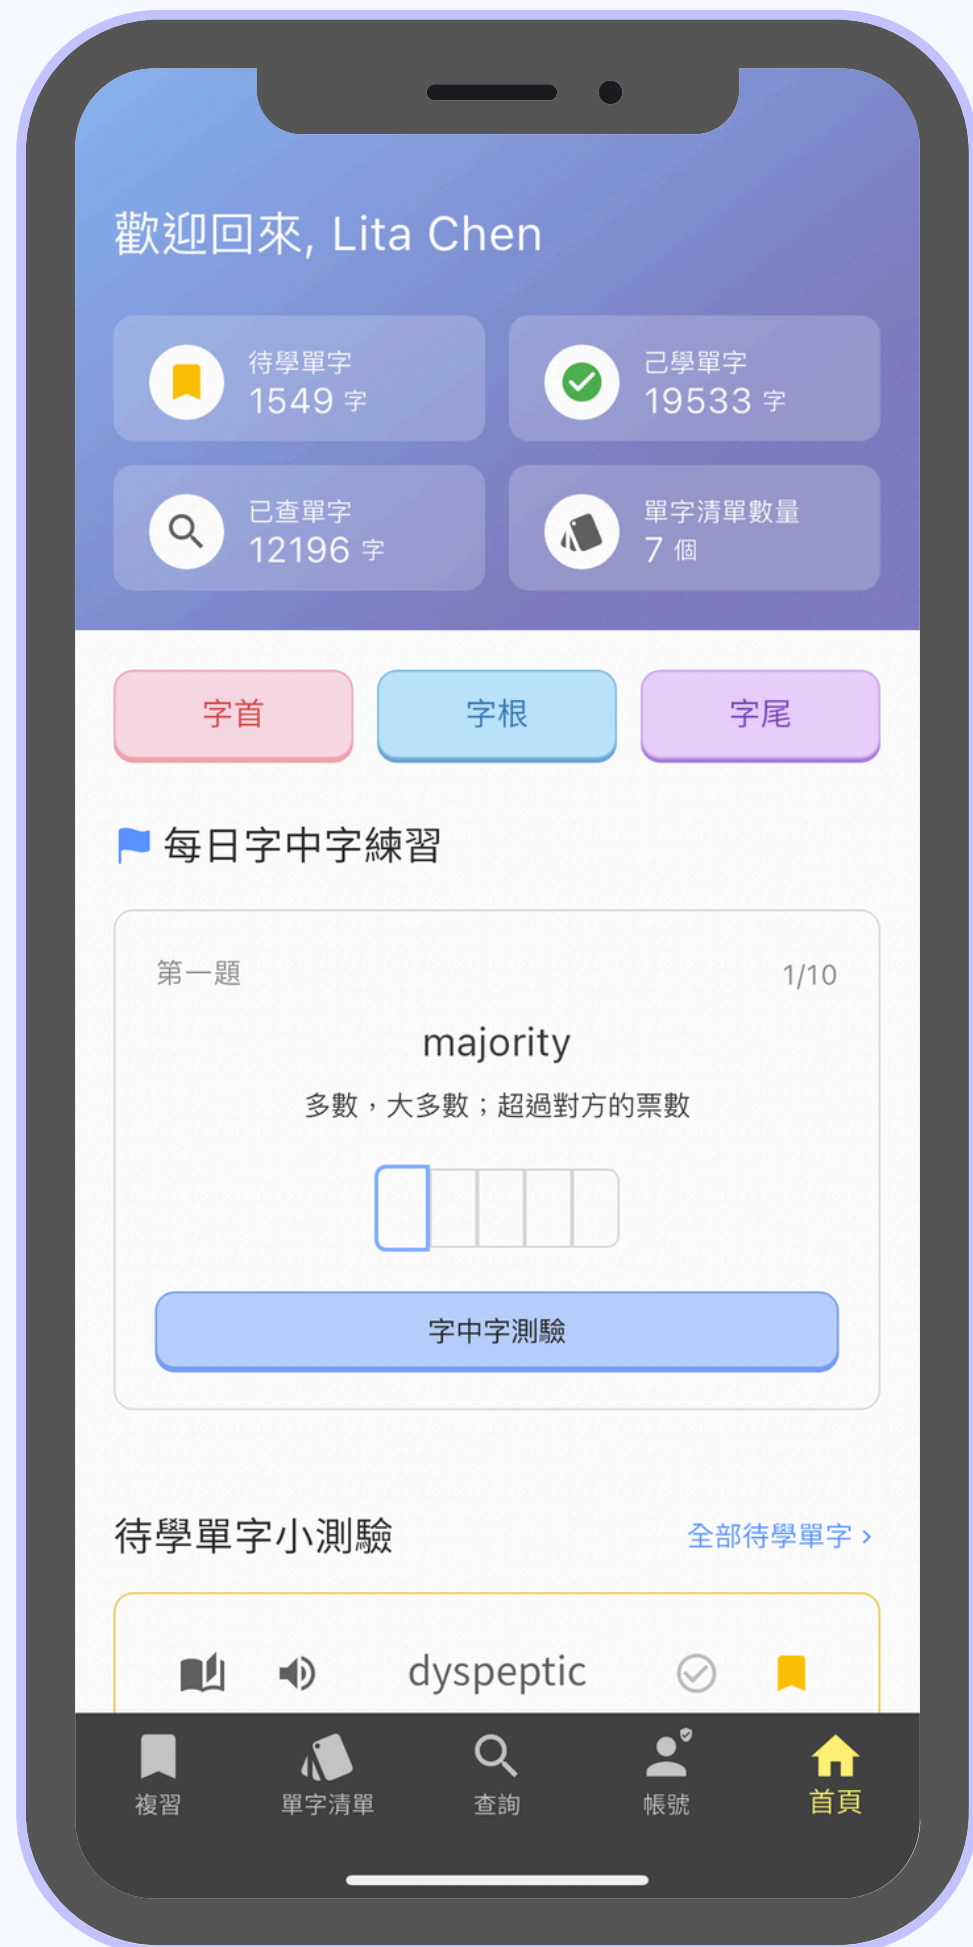 歡迎回來, Lita Chen
待學單字
1549 字
己學單字
19533 字
已查單字
12196 字
單字清單數量
7 個
字首
字根
字尾
每日字中字練習
第一題
1/10
majority
多數，大多數；超過對方的票數
字中字測驗
待學單字小測驗
全部待學單字 ›
dyspeptic
複習
單字清單
查詢
帳號
首頁